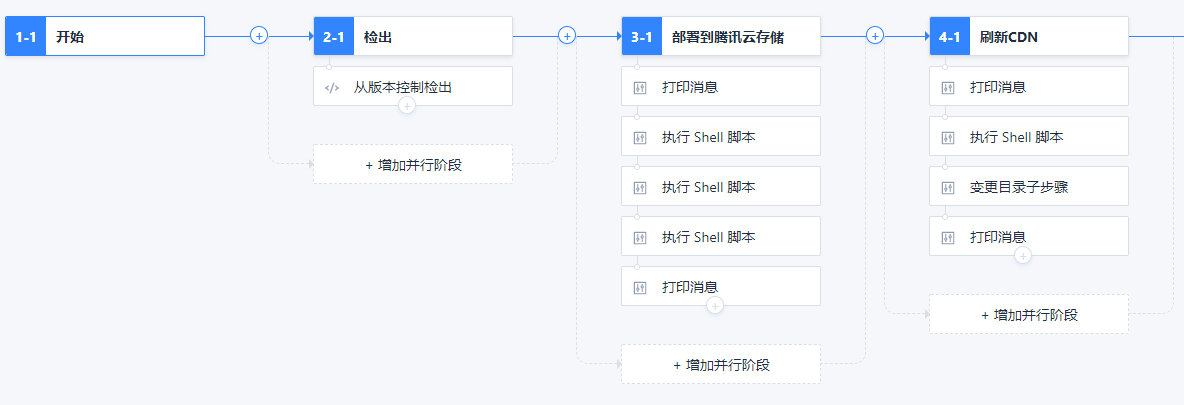 1-1 开始
2-1 检出
从版本控制检出
+ 增加并行阶段
3-1 部署到腾讯云存储
打印消息
执行 Shell 脚本
执行 Shell 脚本
执行 Shell 脚本
打印消息
+ 增加并行阶段
4-1 刷新CDN
打印消息
执行 Shell 脚本
变更目录子步骤
打印消息
+ 增加并行阶段